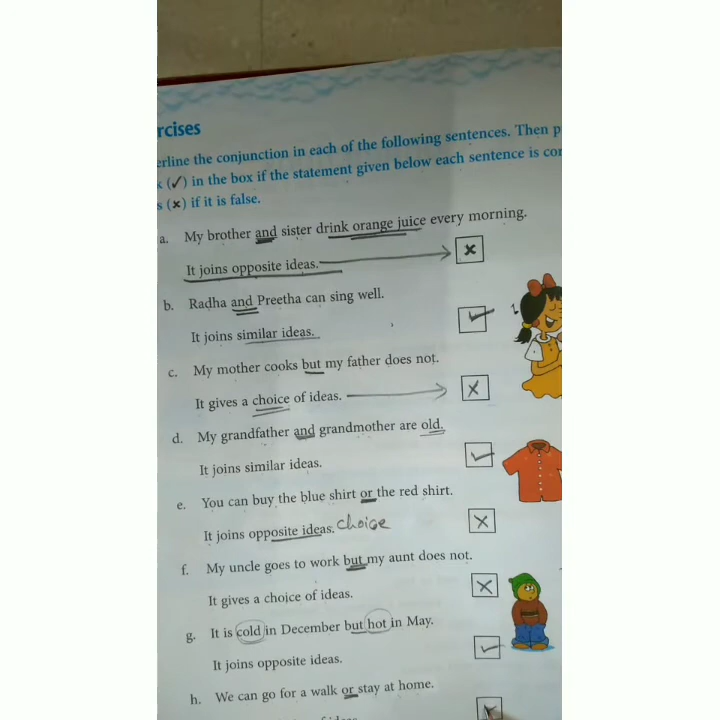 rcises
erline the conjunction in each of the following sentences. Then p
(✓) in the box if the statement given below each sentence is cor
s (×) if it is false.
a. My brother and sister drink orange juice every morning.
It joins opposite ideas. ×
b. Radha and Preetha can sing well.
It joins similar ideas. ✓
c. My mother cooks but my father does not.
It gives a choice of ideas. ×
d. My grandfather and grandmother are old.
It joins similar ideas. ✓
e. You can buy the blue shirt or the red shirt.
It joins opposite ideas. choice ×
f. My uncle goes to work but my aunt does not.
It gives a choice of ideas. ×
g. It is cold in December but hot in May.
It joins opposite ideas. ✓
h. We can go for a walk or stay at home.